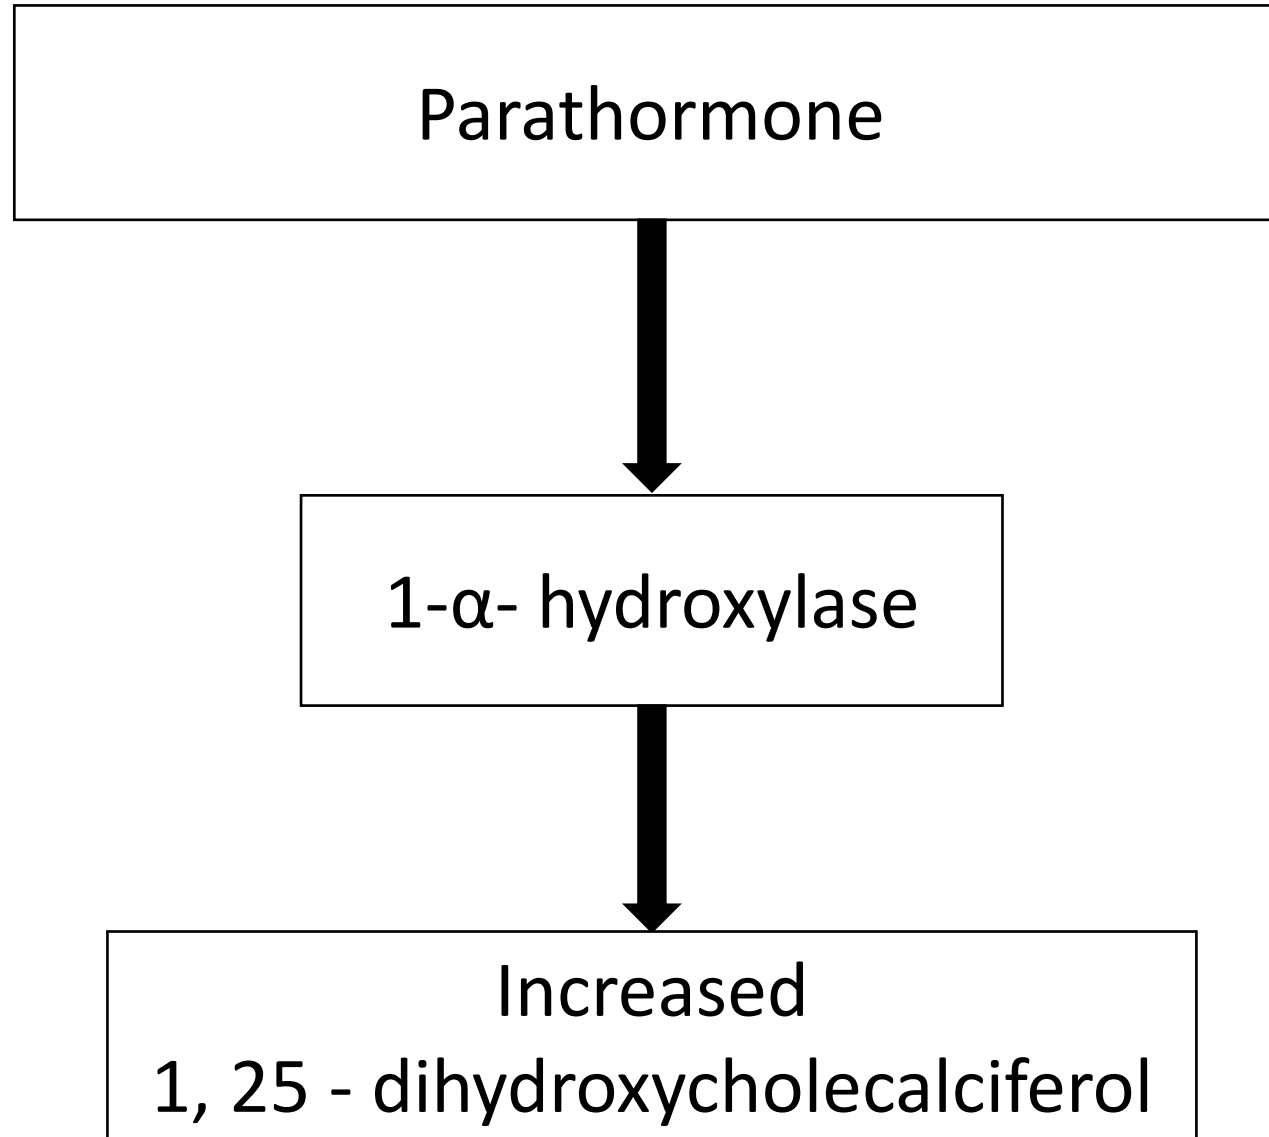 Parathormone
1-α- hydroxylase
Increased
1, 25 - dihydroxycholecalciferol